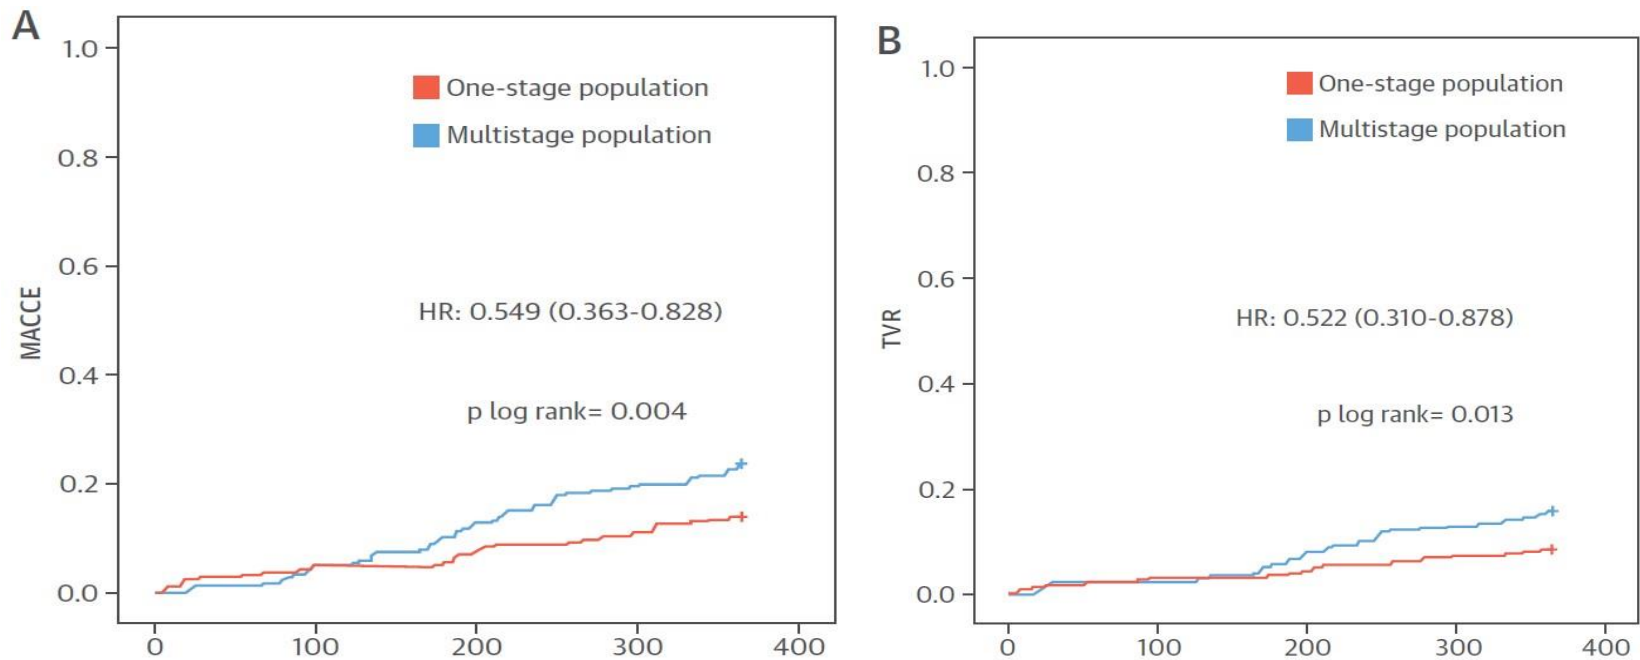 A
1.0
0.8
0.6
0.4
0.2
0.0
MACCE
One-stage population
Multistage population
HR: 0.549 (0.363-0.828)
p log rank= 0.004
0 100 200 300 400
B
1.0
0.8
0.6
0.4
0.2
0.0
TVR
One-stage population
Multistage population
HR: 0.522 (0.310-0.878)
p log rank= 0.013
0 100 200 300 400